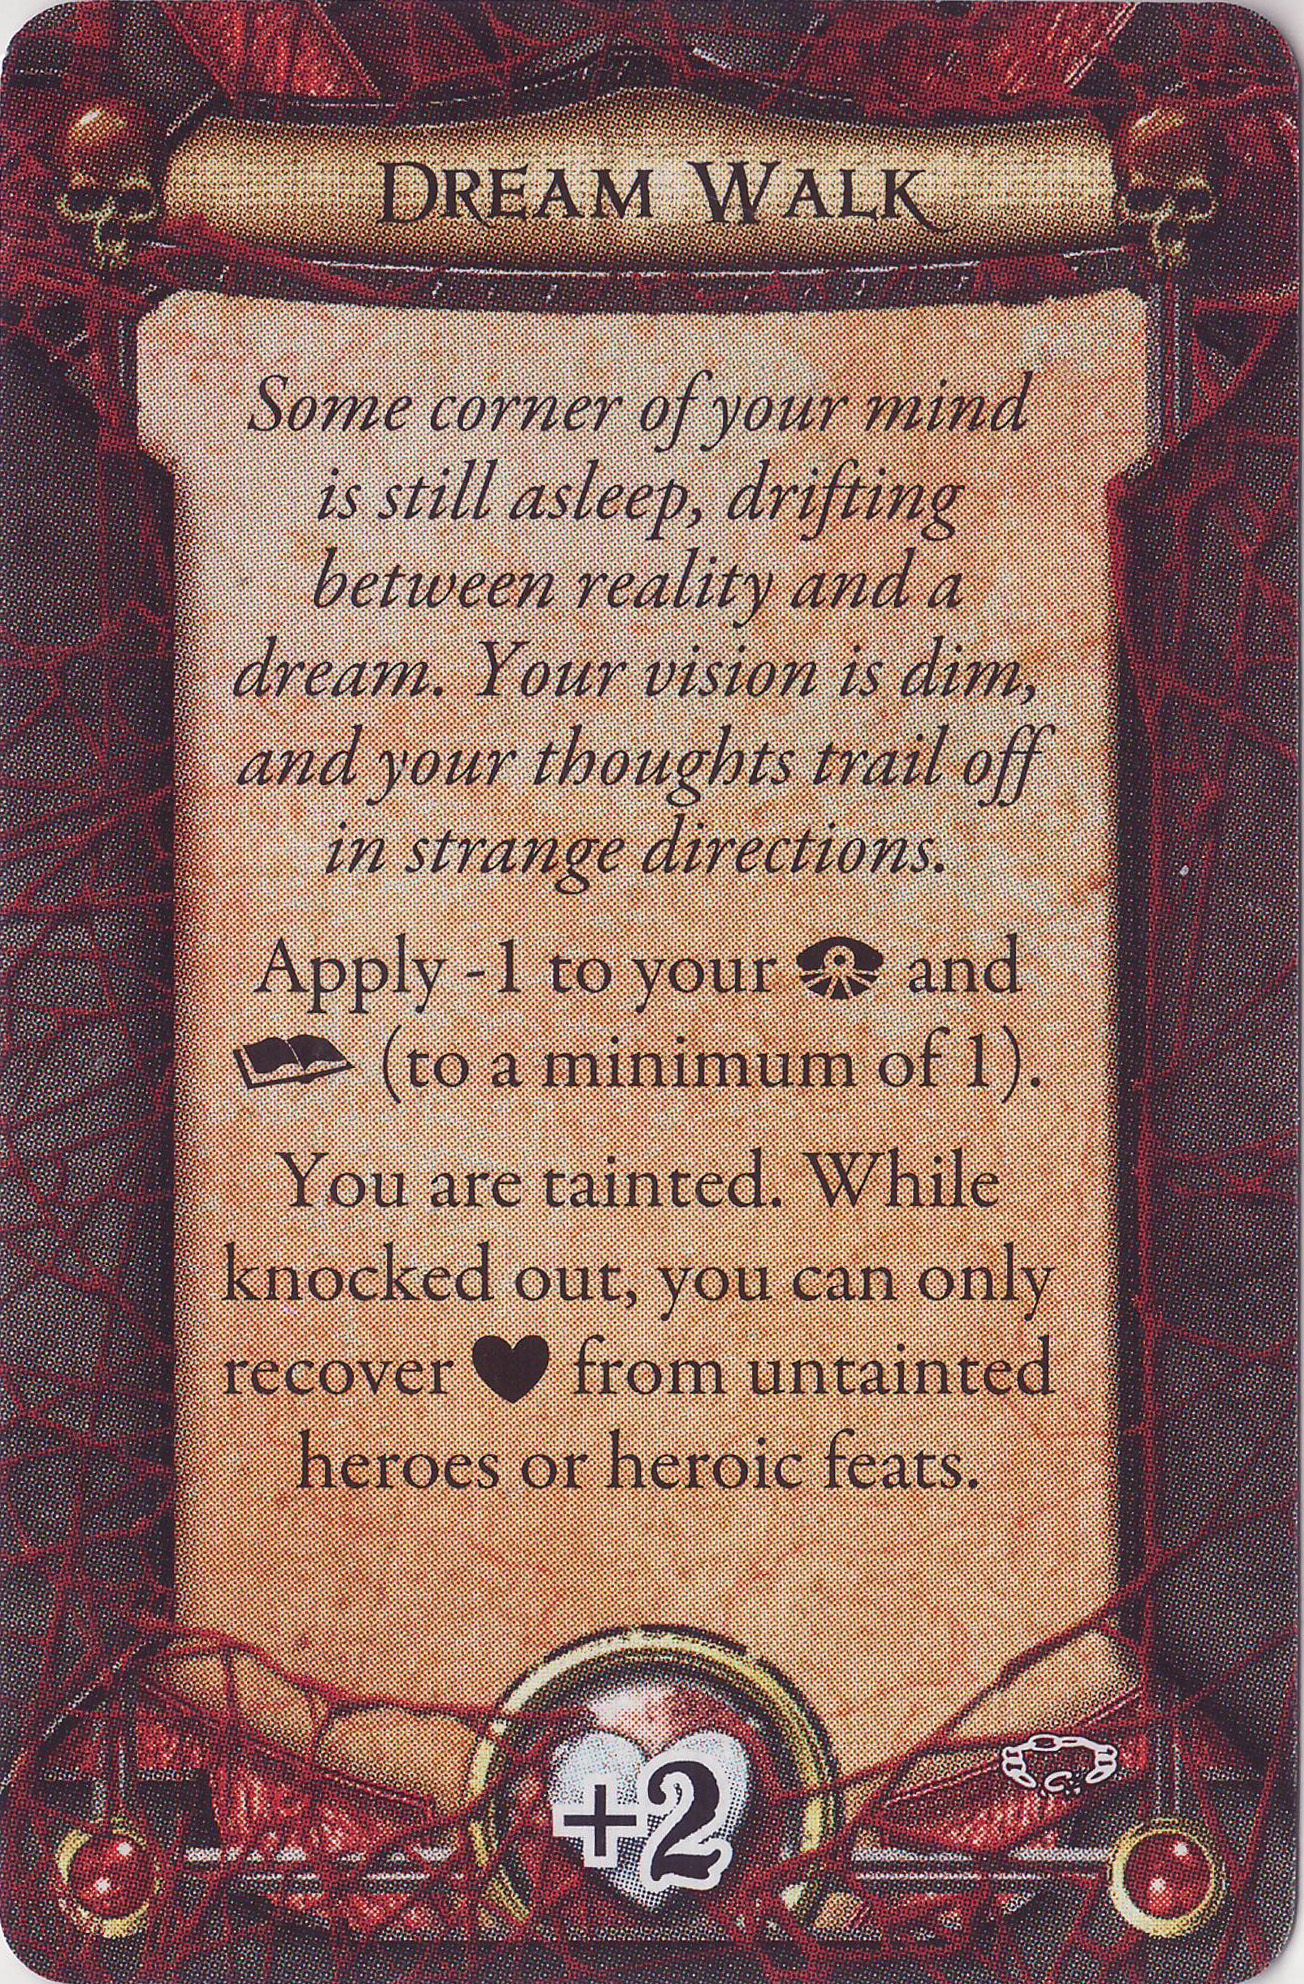 DREAM WALK
Some corner of your mind
is still asleep, drifting
between reality and a
dream. Your vision is dim,
and your thoughts trail off
in strange directions.
Apply -1 to your and
(to a minimum of 1).
You are tainted. While
knocked out, you can only
recover from untainted
heroes or heroic feats.
+2